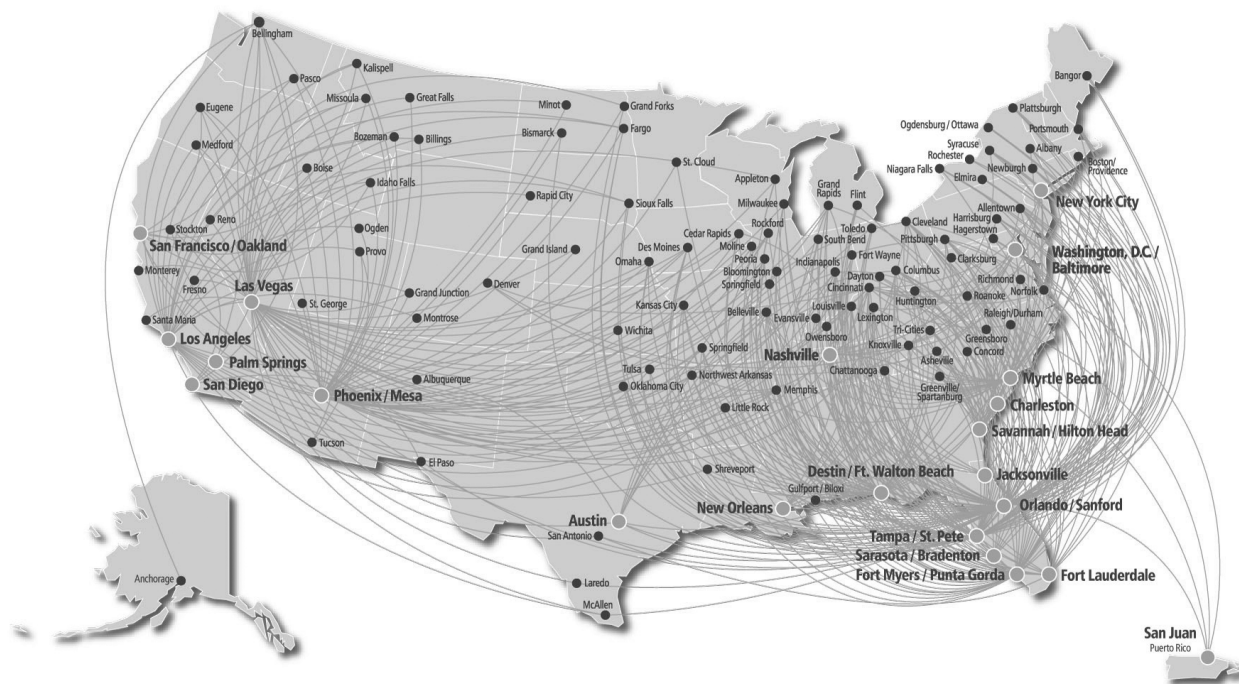 Bellingham
Kalispell
Pasco
Missoula
Great Falls
Minot
Grand Forks
Eugene
Bozeman
Billings
Bismarck
Fargo
Medford
Boise
Idaho Falls
Rapid City
St. Cloud
Sioux Falls
Reno
Stockton
Ogden
Provo
San Francisco / Oakland
Grand Island
Omaha
Des Moines
Monterey
Fresno
Las Vegas
St. George
Grand Junction
Denver
Montrose
Kansas City
Santa Maria
Los Angeles
Palm Springs
San Diego
Phoenix / Mesa
Albuquerque
Wichita
Springfield
Tulsa
Oklahoma City
Northwest Arkansas
Little Rock
Memphis
Tucson
El Paso
Shreveport
Appleton
Milwaukee
Rockford
Cedar Rapids
Moline
Peoria
Bloomington
Springfield
Belleville
Grand
Rapids
Flint
Toledo
South Bend
Fort Wayne
Indianapolis
Dayton
Cincinnati
Columbus
Louisville
Evansville
Owensboro
Lexington
Huntington
Nashville
Knoxville
Chattanooga
Tri-Cities
Asheville
Greenville/
Spartanburg
Bangor
Plattsburgh
Ogdensburg / Ottawa
Portsmouth
Syracuse
Rochester
Albany
Boston/
Providence
Niagara Falls
Elmira
Newburgh
New York City
Allentown
Harrisburg
Hagerstown
Cleveland
Pittsburgh
Clarksburg
Washington, D.C. /
Baltimore
Richmond
Norfolk
Roanoke
Raleigh/Durham
Greensboro
Concord
Myrtle Beach
Charleston
Savannah / Hilton Head
Jacksonville
Destin / Ft. Walton Beach
Gulfport / Biloxi
New Orleans
Orlando / Sanford
Austin
San Antonio
Tampa / St. Pete
Sarasota / Bradenton
Fort Myers / Punta Gorda
Fort Lauderdale
Laredo
McAllen
Anchorage
San Juan
Puerto Rico